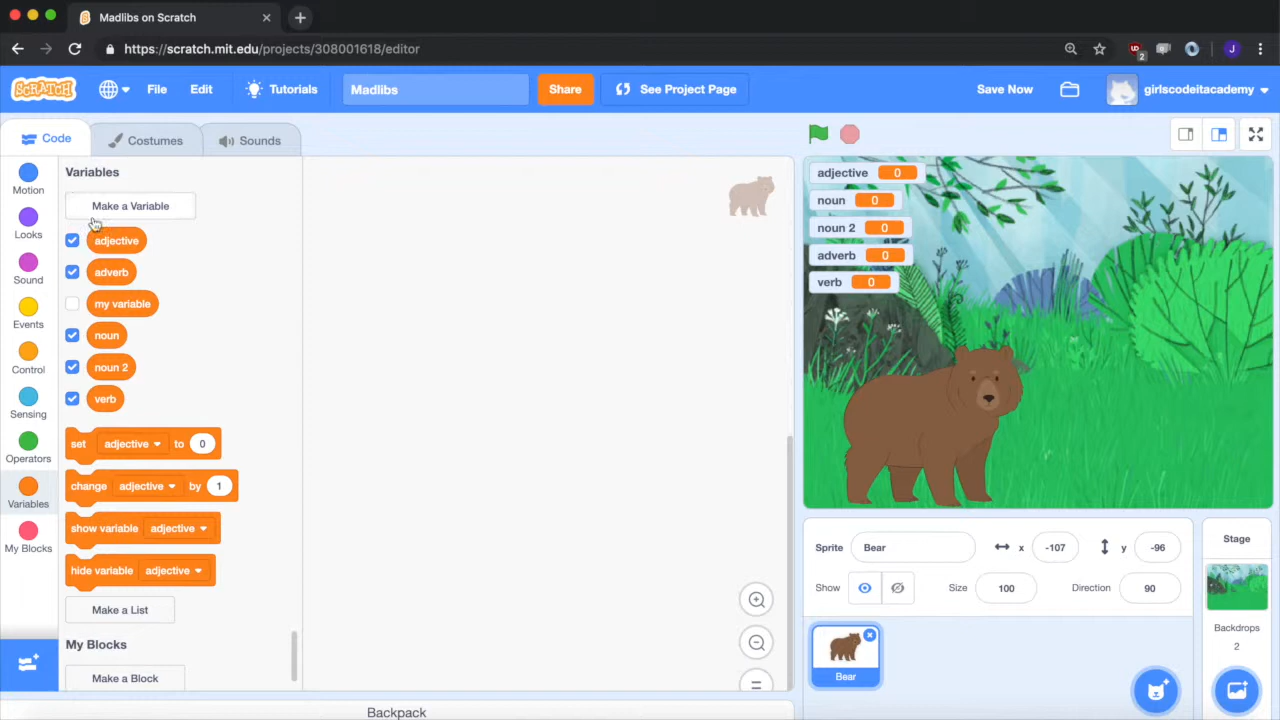 Madlibs on Scratch
https://scratch.mit.edu/projects/308001618/editor
2
J
SCRATCH
File
Edit
Tutorials
Madlibs
Share
See Project Page
Save Now
girlscodeitacademy
Code
Costumes
Sounds
Motion
Looks
Sound
Events
Control
Sensing
Operators
Variables
My Blocks
Variables
Make a Variable
adjective
adverb
my variable
noun
noun 2
verb
set adjective to 0
change adjective by 1
show variable adjective
hide variable adjective
Make a List
My Blocks
Make a Block
Backpack
adjective 0
noun 0
noun 2 0
adverb 0
verb 0
Sprite Bear x -107 y -96
Show Size 100 Direction 90
Bear
Stage
Backdrops
2